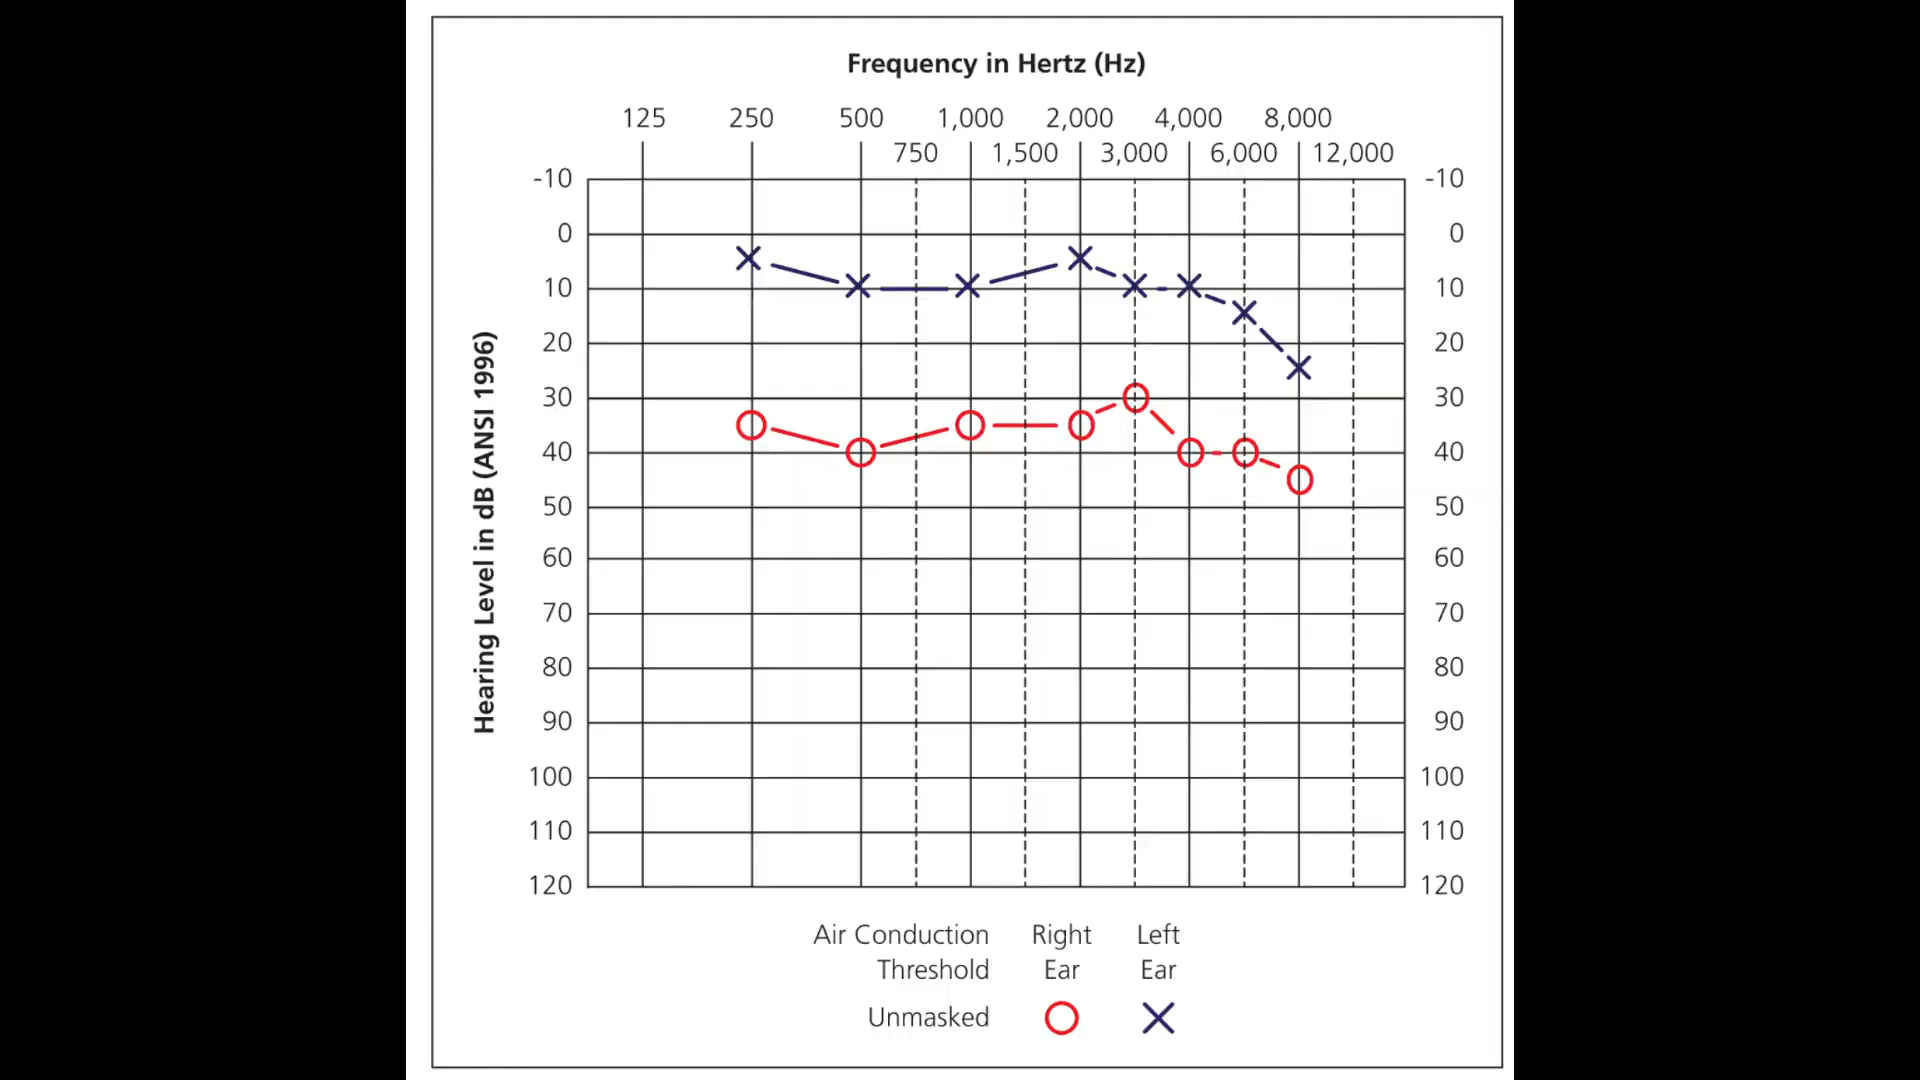 Frequency in Hertz (Hz)
125 250 500 1,000 2,000 4,000 8,000
750 1,500 3,000 6,000 12,000
-10 -10
0 0
10 10
20 20
30 30
40 40
50 50
60 60
70 70
80 80
90 90
100 100
110 110
120 120
Hearing Level in dB (ANSI 1996)
Air Conduction Right Left
Threshold Ear Ear
Unmasked